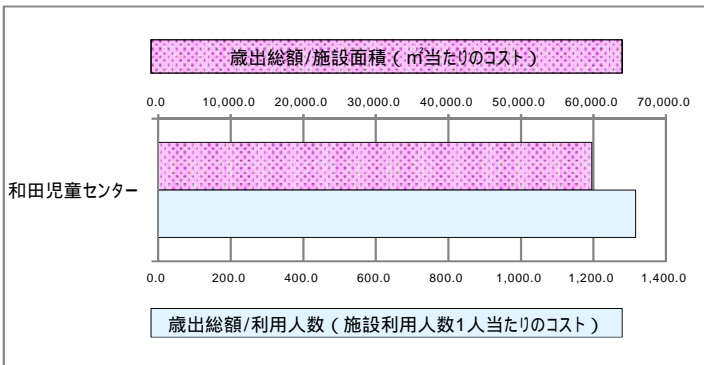 歳出総額/施設面積(㎡当たりのコスト)
0.0 10,000.0 20,000.0 30,000.0 40,000.0 50,000.0 60,000.0 70,000.0
和田児童センター
0.0 200.0 400.0 600.0 800.0 1,000.0 1,200.0 1,400.0
歳出総額/利用人数(施設利用人数1人当たりのコスト)